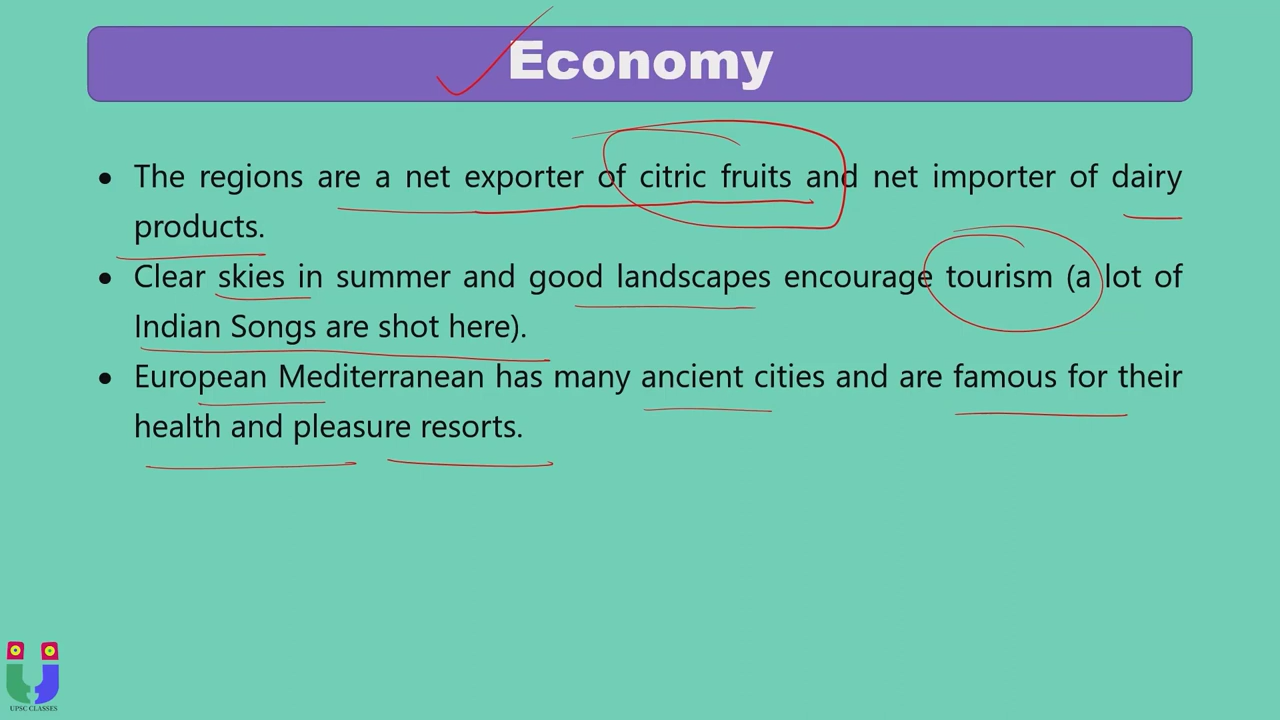 Economy
• The regions are a net exporter of citric fruits and net importer of dairy
products.
• Clear skies in summer and good landscapes encourage tourism (a lot of
Indian Songs are shot here).
• European Mediterranean has many ancient cities and are famous for their
health and pleasure resorts.
UPSC CLASSES